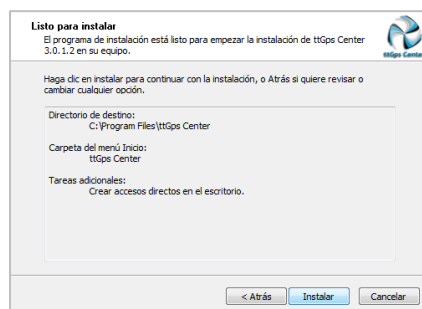 Listo para instalar
El programa de instalación está listo para empezar la instalación de ttGps Center
3.0.1.2 en su equipo.
ttGps Center
Haga clic en instalar para continuar con la instalación, o Atrás si quiere revisar o
cambiar cualquier opción.
Directorio de destino:
C:\Program Files\ttGps Center
Carpeta del menú Inicio:
ttGps Center
Tareas adicionales:
Crear accesos directos en el escritorio.
< Atrás
Instalar
Cancelar